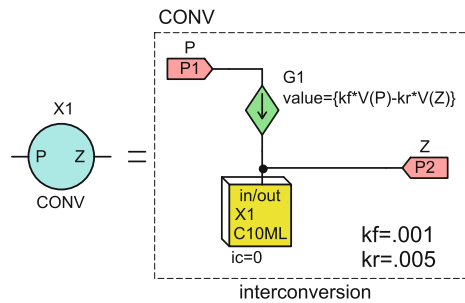 CONV
P
P1
G1
value={kf*V(P)-kr*V(Z)}
X1
P Z
CONV
=
Z
P2
in/out
X1
C10ML
ic=0
kf=.001
kr=.005
interconversion